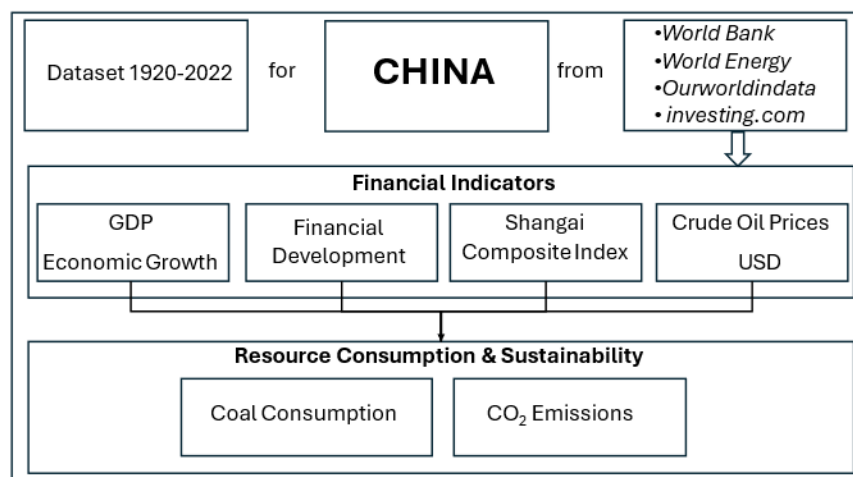 Dataset 1920-2022
for
CHINA
from
•World Bank
•World Energy
•Ourworldindata
• investing.com
Financial Indicators
GDP
Economic Growth
Financial
Development
Shangai
Composite Index
Crude Oil Prices
USD
Resource Consumption & Sustainability
Coal Consumption
CO₂ Emissions